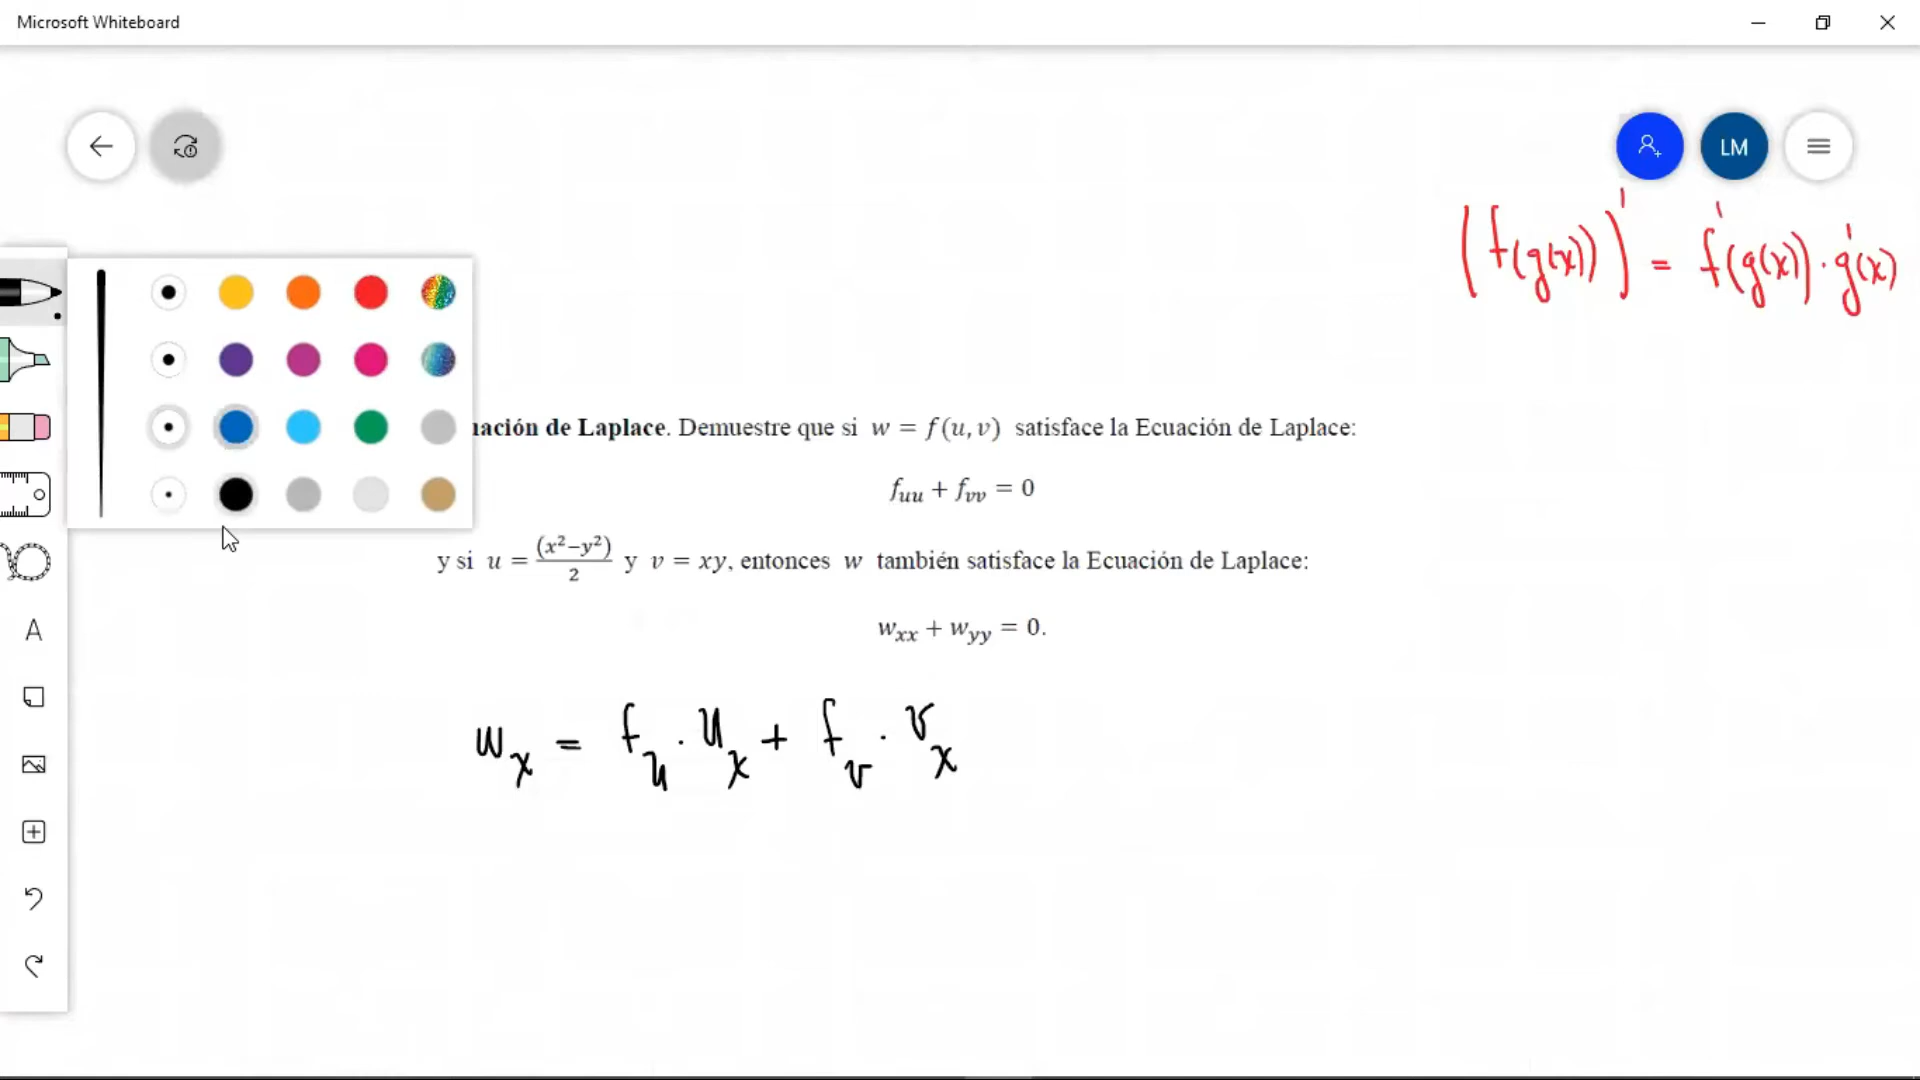 Microsoft Whiteboard
LM
(f(g(x)))' = f'(g(x)) · g'(x)
ación de Laplace. Demuestre que si w = f(u, v) satisface la Ecuación de Laplace:
f_uu + f_vv = 0
y si u = (x²−y²)/2 y v = xy, entonces w también satisface la Ecuación de Laplace:
w_xx + w_yy = 0.
w_x = f_u · u_x + f_v · v_x
A